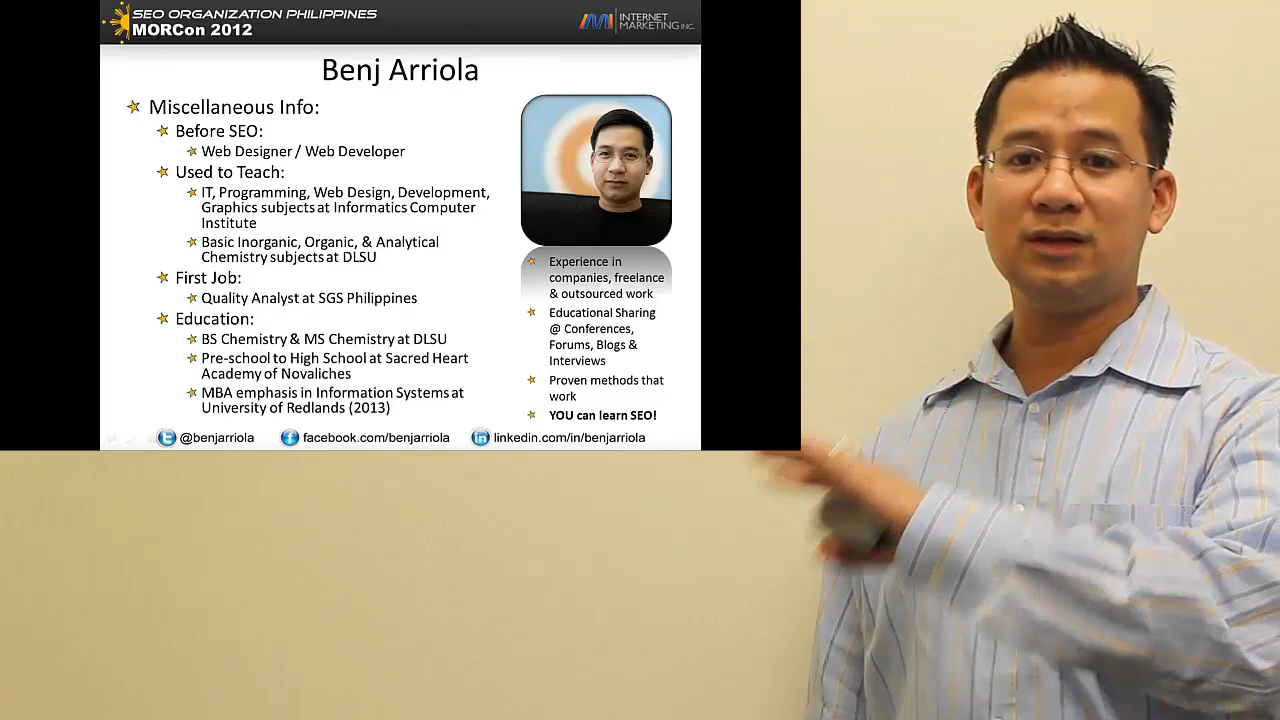 SEO ORGANIZATION PHILIPPINES
MORCon 2012
INTERNET
MARKETING INC.
Benj Arriola
Miscellaneous Info:
Before SEO:
Web Designer / Web Developer
Used to Teach:
IT, Programming, Web Design, Development,
Graphics subjects at Informatics Computer
Institute
Basic Inorganic, Organic, & Analytical
Chemistry subjects at DLSU
First Job:
Quality Analyst at SGS Philippines
Education:
BS Chemistry & MS Chemistry at DLSU
Pre-school to High School at Sacred Heart
Academy of Novaliches
MBA emphasis in Information Systems at
University of Redlands (2013)
Experience in
companies, freelance
& outsourced work
Educational Sharing
@ Conferences,
Forums, Blogs &
Interviews
Proven methods that
work
YOU can learn SEO!
@benjarriola
facebook.com/benjarriola
linkedin.com/in/benjarriola